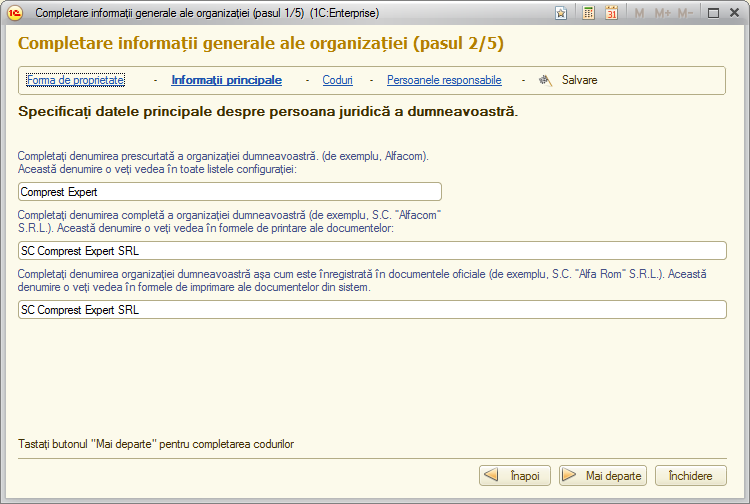 Completare informații generale ale organizației (pasul 1/5) (1C:Enterprise)
31 M M+ M-
Completare informații generale ale organizației (pasul 2/5)
Forma de proprietate - Informații principale - Coduri - Persoanele responsabile - Salvare
Specificați datele principale despre persoana juridică a dumneavoastră.
Completați denumirea prescurtată a organizației dumneavoastră. (de exemplu, Alfacom).
Această denumire o veți vedea în toate listele configurației:
Comprest Expert
Completați denumirea completă a organizației dumneavoastră (de exemplu, S.C. "Alfacom"
S.R.L.). Această denumire o veți vedea în formele de printare ale documentelor:
SC Comprest Expert SRL
Completați denumirea organizației dumneavoastră așa cum este înregistrată în documentele oficiale (de exemplu, S.C. "Alfa Rom" S.R.L.). Această
denumire o veți vedea în formele de imprimare ale documentelor din sistem.
SC Comprest Expert SRL
Tastați butonul "Mai departe" pentru completarea codurilor
Înapoi Mai departe Închidere